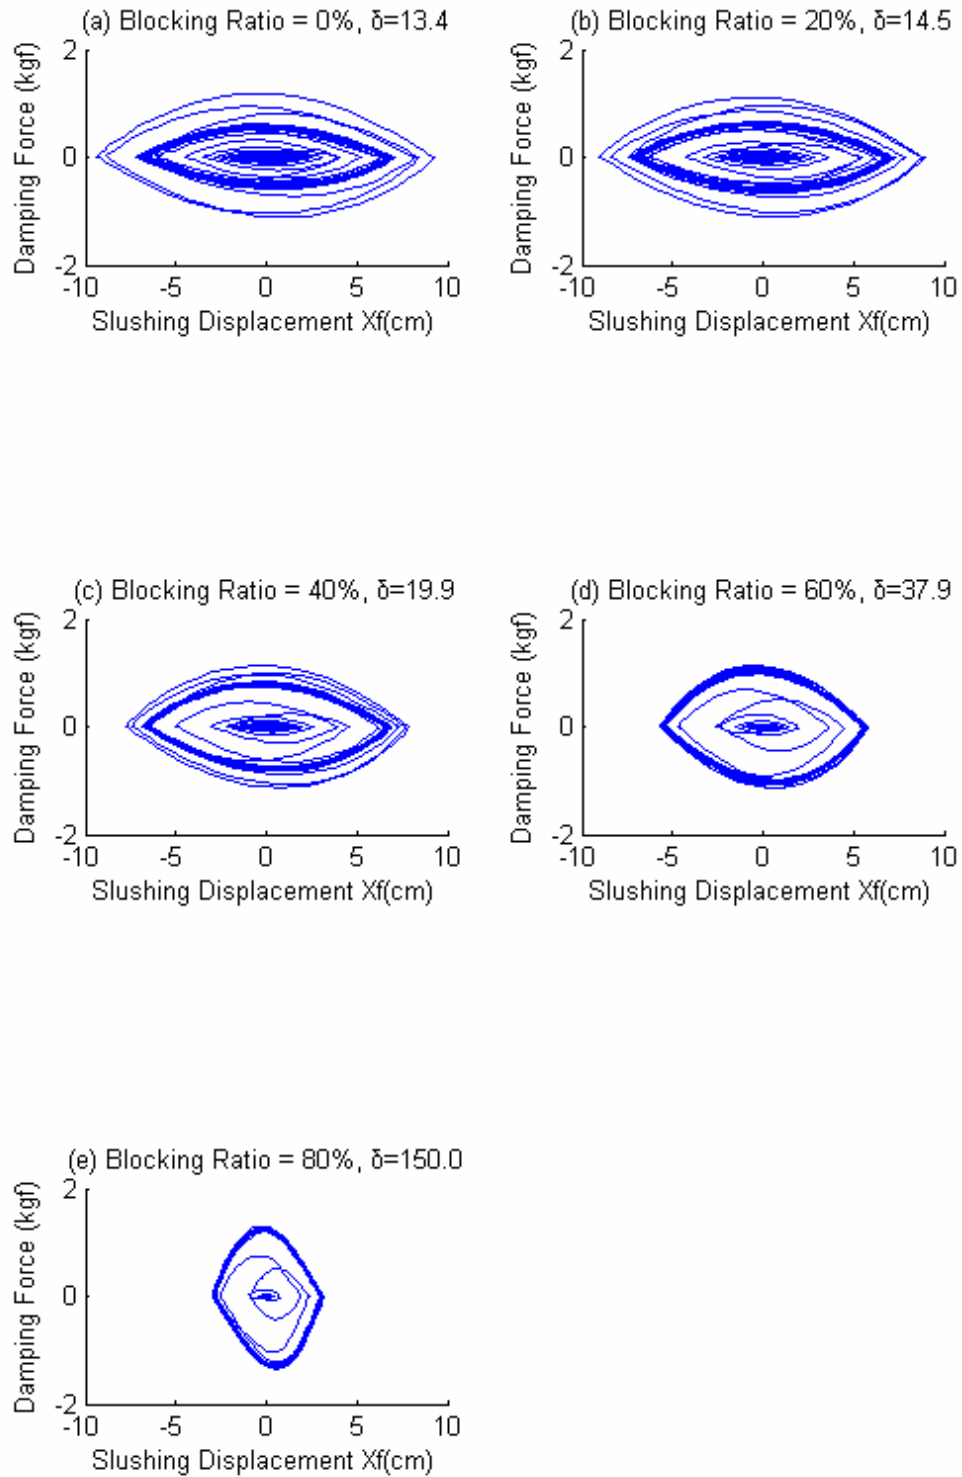 (a) Blocking Ratio = 0%, δ=13.4
2
0
-2
Damping Force (kgf)
-10 -5 0 5 10
Slushing Displacement Xf(cm)
(b) Blocking Ratio = 20%, δ=14.5
2
0
-2
Damping Force (kgf)
-10 -5 0 5 10
Slushing Displacement Xf(cm)
(c) Blocking Ratio = 40%, δ=19.9
2
0
-2
Damping Force (kgf)
-10 -5 0 5 10
Slushing Displacement Xf(cm)
(d) Blocking Ratio = 60%, δ=37.9
2
0
-2
Damping Force (kgf)
-10 -5 0 5 10
Slushing Displacement Xf(cm)
(e) Blocking Ratio = 80%, δ=150.0
2
0
-2
Damping Force (kgf)
-10 -5 0 5 10
Slushing Displacement Xf(cm)